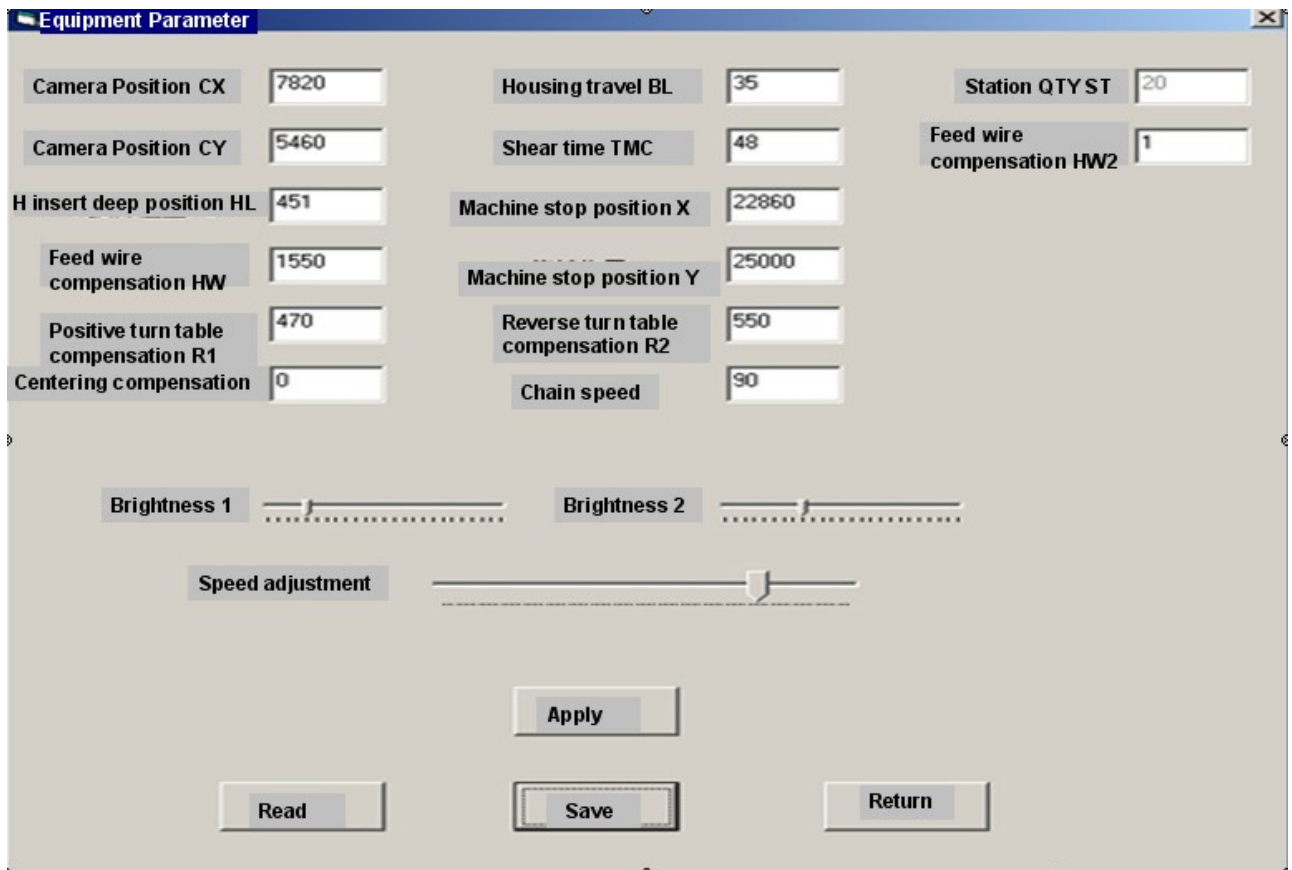 Equipment Parameter
Camera Position CX 7820 Housing travel BL 35 Station QTY ST 20
Camera Position CY 5460 Shear time TMC 48 Feed wire
compensation HW2 1
H insert deep position HL 451 Machine stop position X 22860
Feed wire
compensation HW 1550 Machine stop position Y 25000
Positive turn table
compensation R1 470 Reverse turn table
compensation R2 550
Centering compensation 0 Chain speed 90
Brightness 1 Brightness 2
Speed adjustment
Apply
Read Save Return